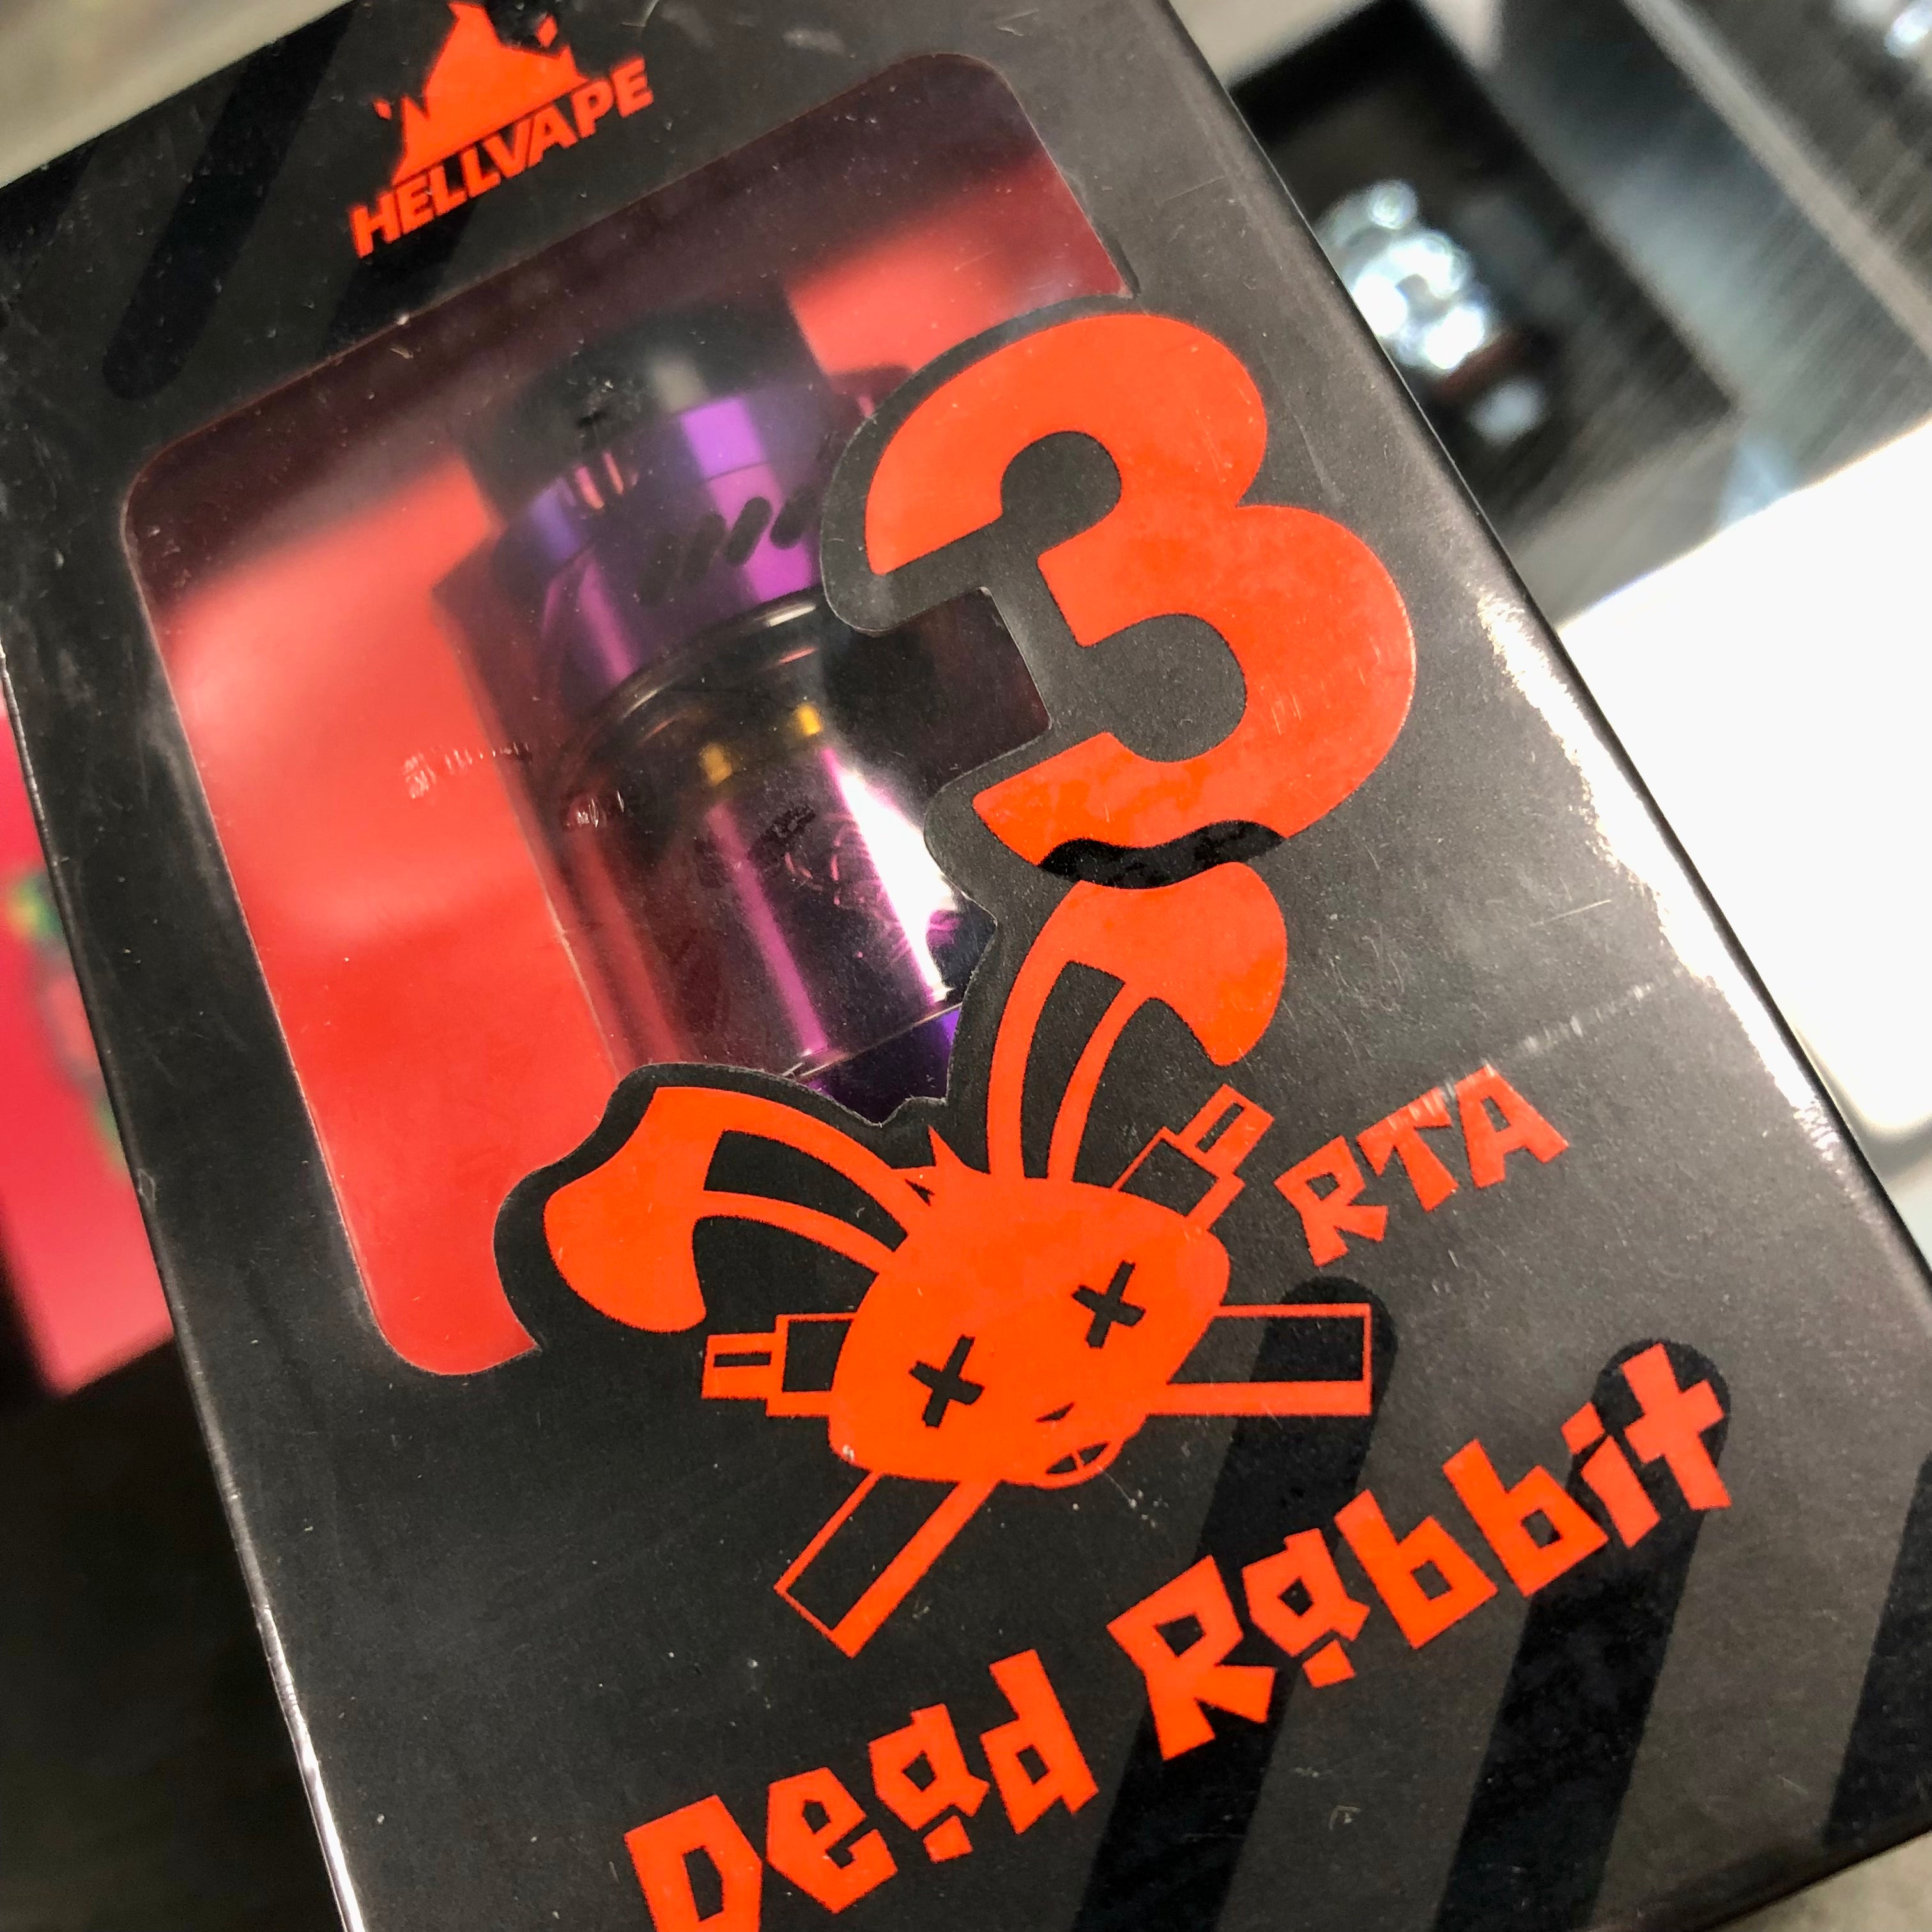 HELLVAPE
3
RTA
Dead Rabbit